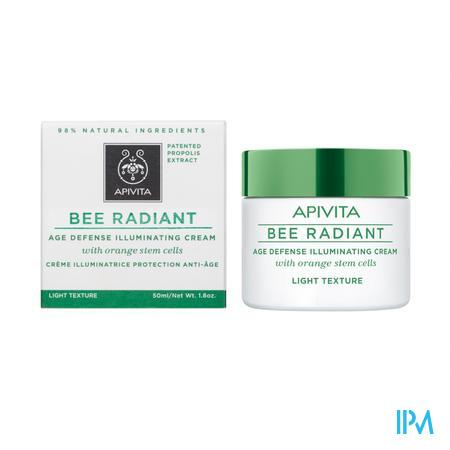 98% NATURAL INGREDIENTS
PATENTED
PROPOLIS
EXTRACT
APIVITA
BEE RADIANT
AGE DEFENSE ILLUMINATING CREAM
with orange stem cells
CRÈME ILLUMINATRICE PROTECTION ANTI-ÂGE
LIGHT TEXTURE 50ml/Net Wt. 1.8oz.
APIVITA
BEE RADIANT
AGE DEFENSE ILLUMINATING CREAM
with orange stem cells
LIGHT TEXTURE
IPM